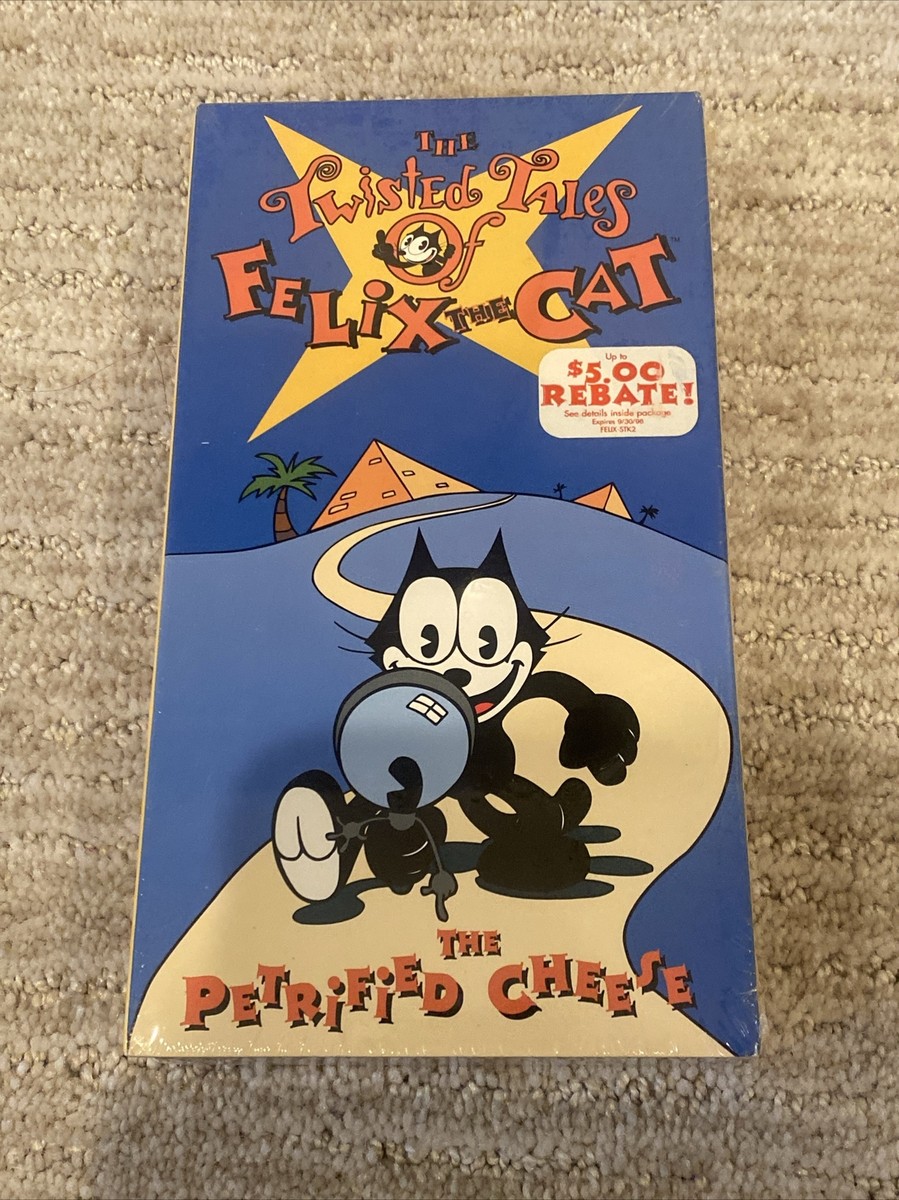 THE
TWISTED TALES
Of
FELiX THE CAT™
Up to
$5.00
REBATE!
See details inside package
Expires 9/30/98
FELIX-STK2
THE
PETRiFiED CHEESE